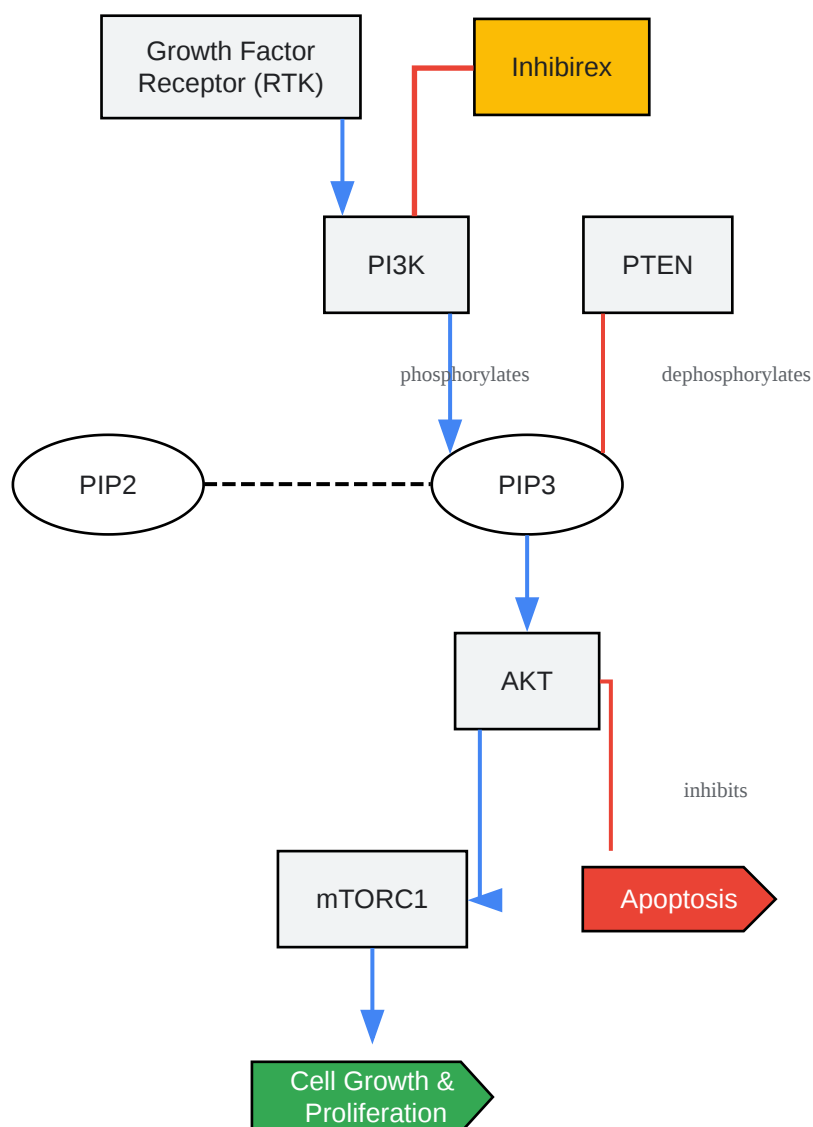 Growth Factor
Receptor (RTK)
Inhibirex
PI3K
PTEN
phosphorylates
dephosphorylates
PIP2
PIP3
AKT
inhibits
mTORC1
Apoptosis
Cell Growth &
Proliferation